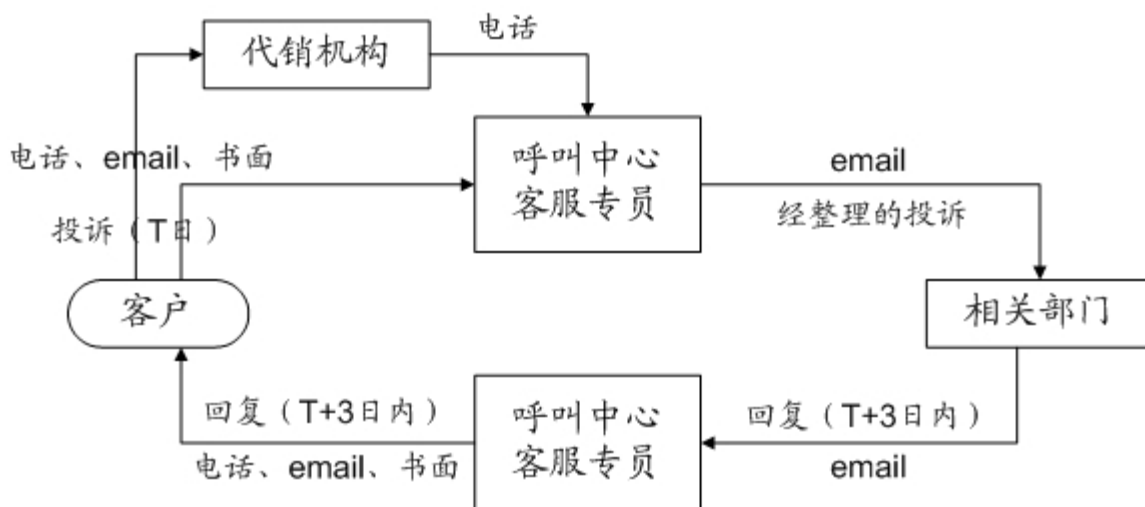 代销机构
电话
电话、email、书面
呼叫中心
客服专员
email
经整理的投诉
投诉（T日）
客户
相关部门
回复（T+3日内）
电话、email、书面
呼叫中心
客服专员
回复（T+3日内）
email